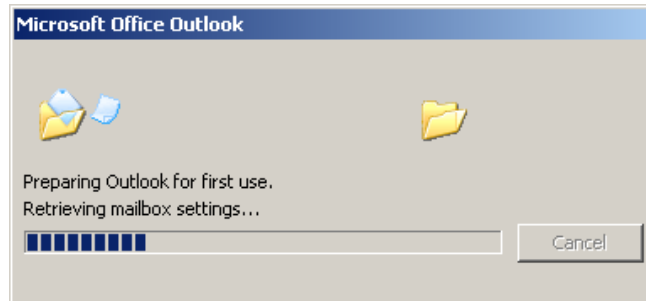 Microsoft Office Outlook
Preparing Outlook for first use.
Retrieving mailbox settings...
Cancel